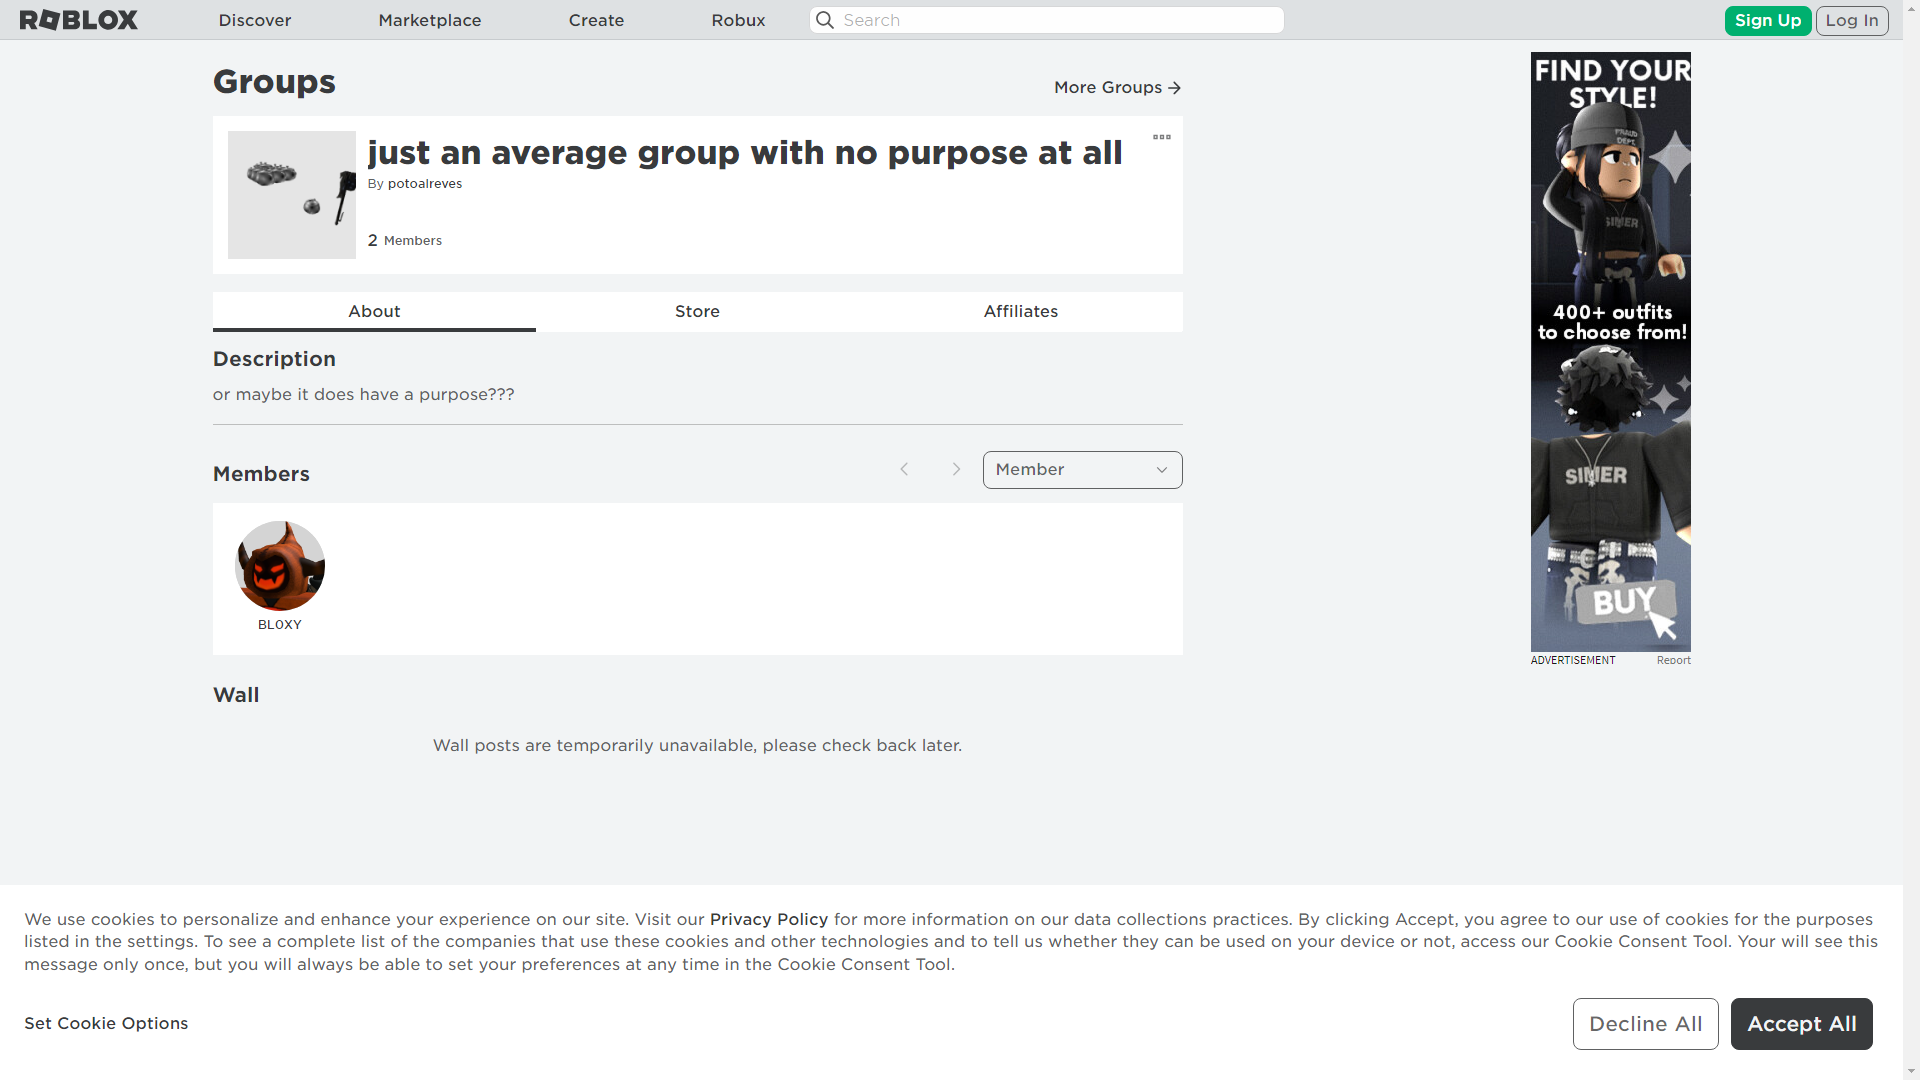 ROBLOX
Discover
Marketplace
Create
Robux
Search
Sign Up
Log In
Groups
More Groups
just an average group with no purpose at all
By potoalreves
2 Members
About
Store
Affiliates
Description
or maybe it does have a purpose???
Members
Member
BLOXY
Wall
Wall posts are temporarily unavailable, please check back later.
FIND YOUR
STYLE!
FRAUD
DEPT.
400+ outfits
to choose from!
BUY
ADVERTISEMENT
Report
We use cookies to personalize and enhance your experience on our site. Visit our Privacy Policy for more information on our data collections practices. By clicking Accept, you agree to our use of cookies for the purposes
listed in the settings. To see a complete list of the companies that use these cookies and other technologies and to tell us whether they can be used on your device or not, access our Cookie Consent Tool. Your will see this
message only once, but you will always be able to set your preferences at any time in the Cookie Consent Tool.
Set Cookie Options
Decline All
Accept All